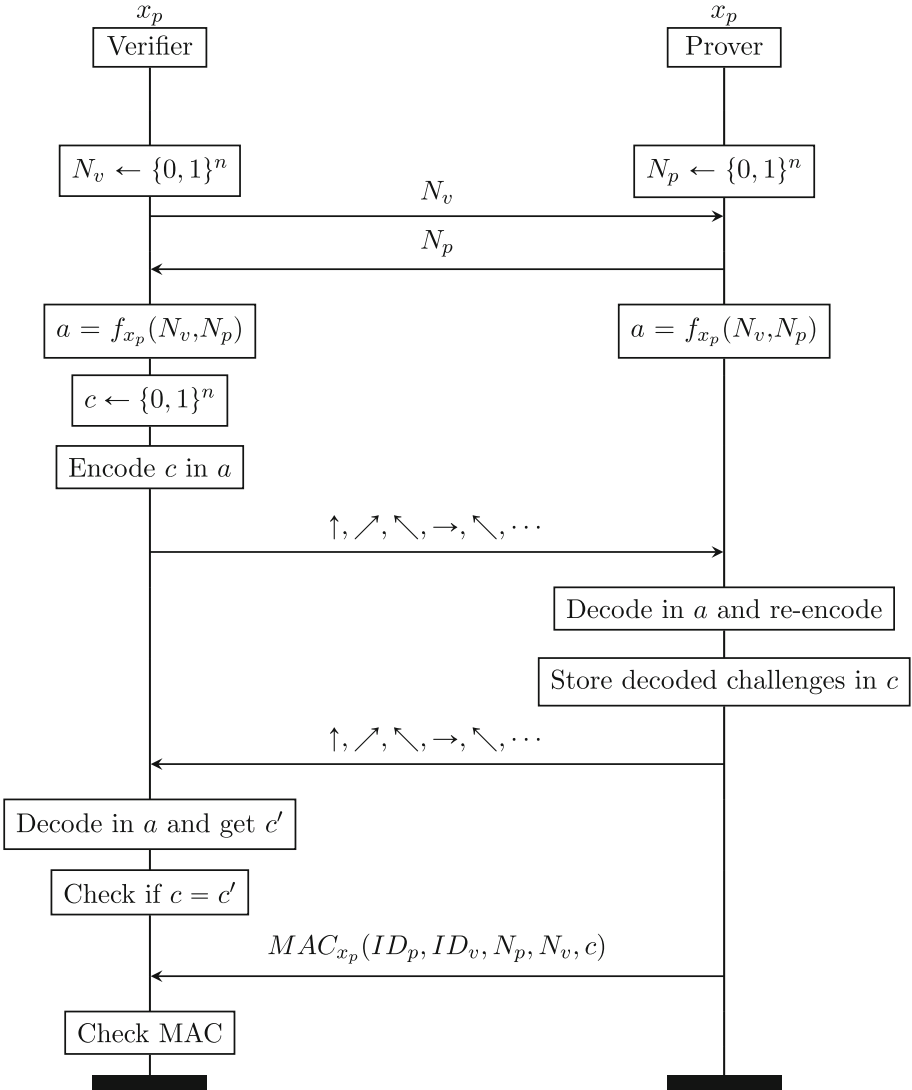 x_p x_p
Verifier Prover
N_v ← {0, 1}^n N_p ← {0, 1}^n
N_v
N_p
a = f_{x_p}(N_v,N_p) a = f_{x_p}(N_v,N_p)
c ← {0, 1}^n
Encode c in a
↑, ↗, ↖, →, ↖, ⋯
Decode in a and re-encode
Store decoded challenges in c
↑, ↗, ↖, →, ↖, ⋯
Decode in a and get c′
Check if c = c′
MAC_{x_p}(ID_p, ID_v, N_p, N_v, c)
Check MAC